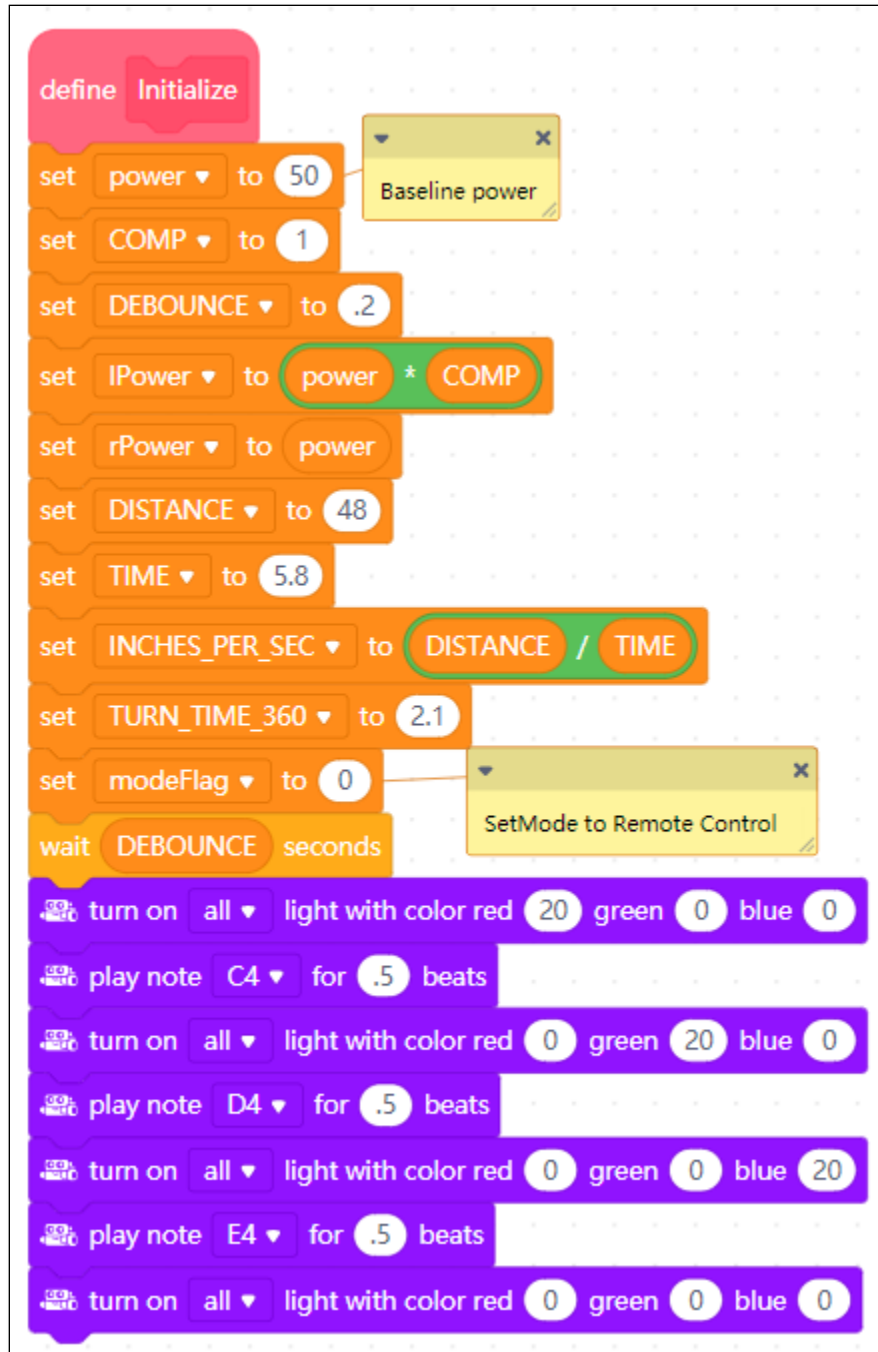 define Initialize
set power to 50
Baseline power
set COMP to 1
set DEBOUNCE to .2
set lPower to power * COMP
set rPower to power
set DISTANCE to 48
set TIME to 5.8
set INCHES_PER_SEC to DISTANCE / TIME
set TURN_TIME_360 to 2.1
set modeFlag to 0
SetMode to Remote Control
wait DEBOUNCE seconds
turn on all light with color red 20 green 0 blue 0
play note C4 for .5 beats
turn on all light with color red 0 green 20 blue 0
play note D4 for .5 beats
turn on all light with color red 0 green 0 blue 20
play note E4 for .5 beats
turn on all light with color red 0 green 0 blue 0